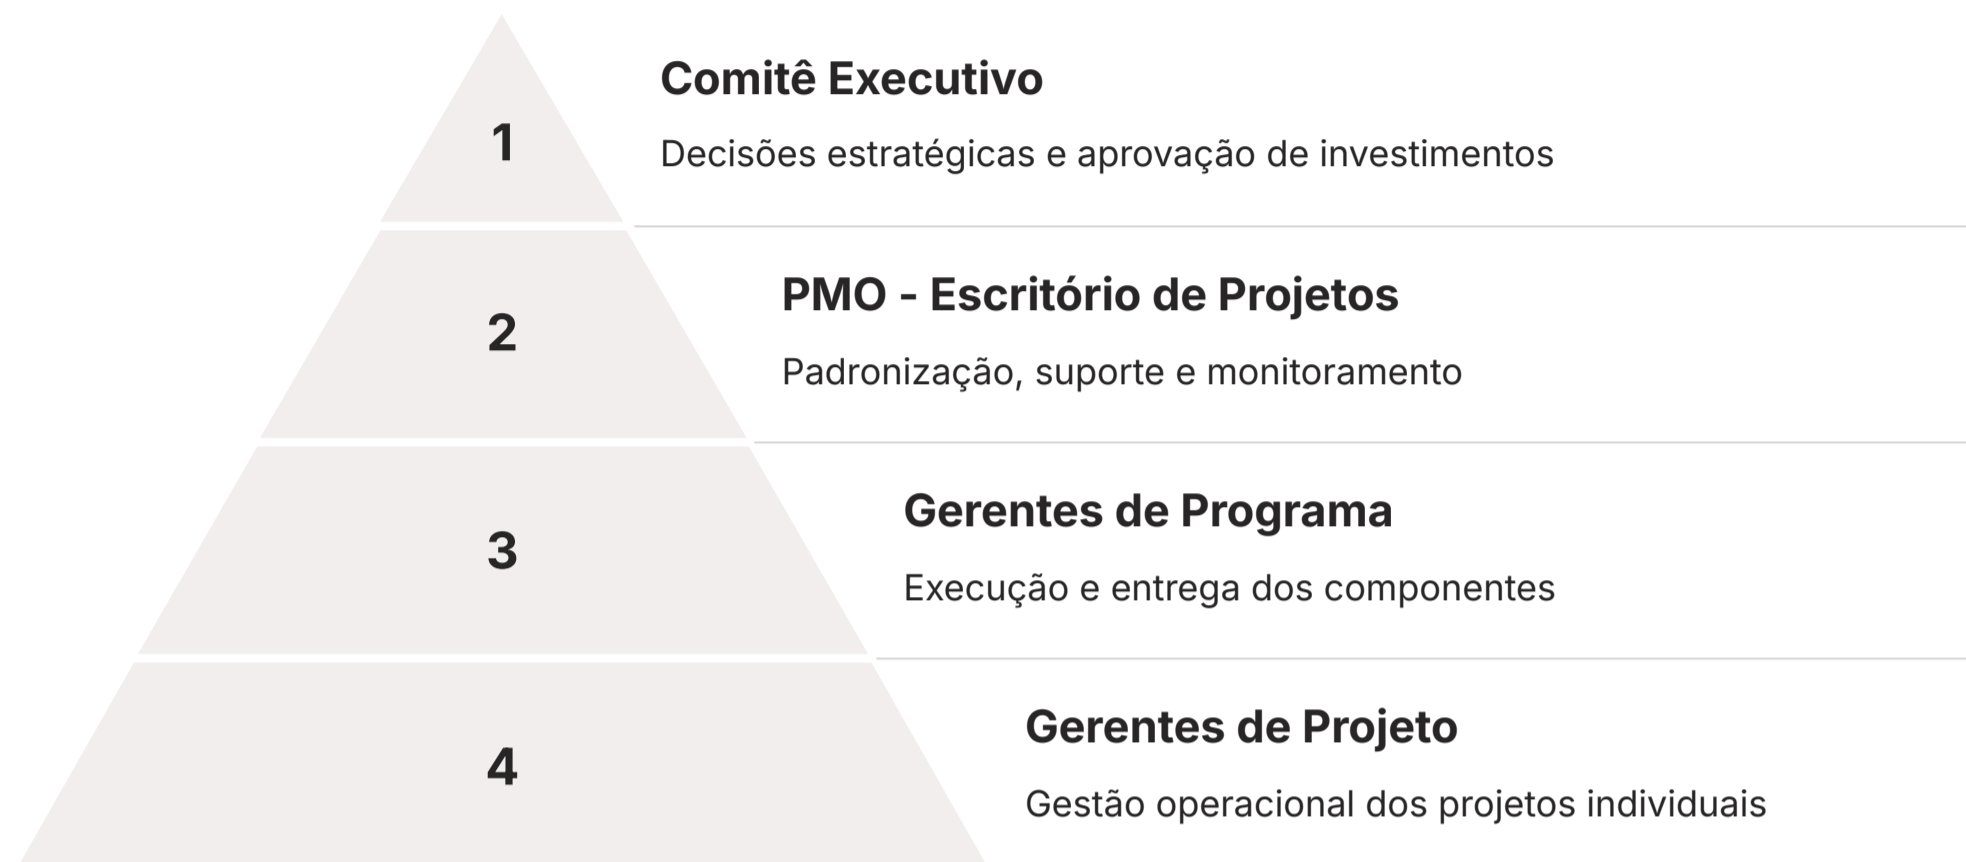 1
Comitê Executivo
Decisões estratégicas e aprovação de investimentos
2
PMO - Escritório de Projetos
Padronização, suporte e monitoramento
3
Gerentes de Programa
Execução e entrega dos componentes
4
Gerentes de Projeto
Gestão operacional dos projetos individuais